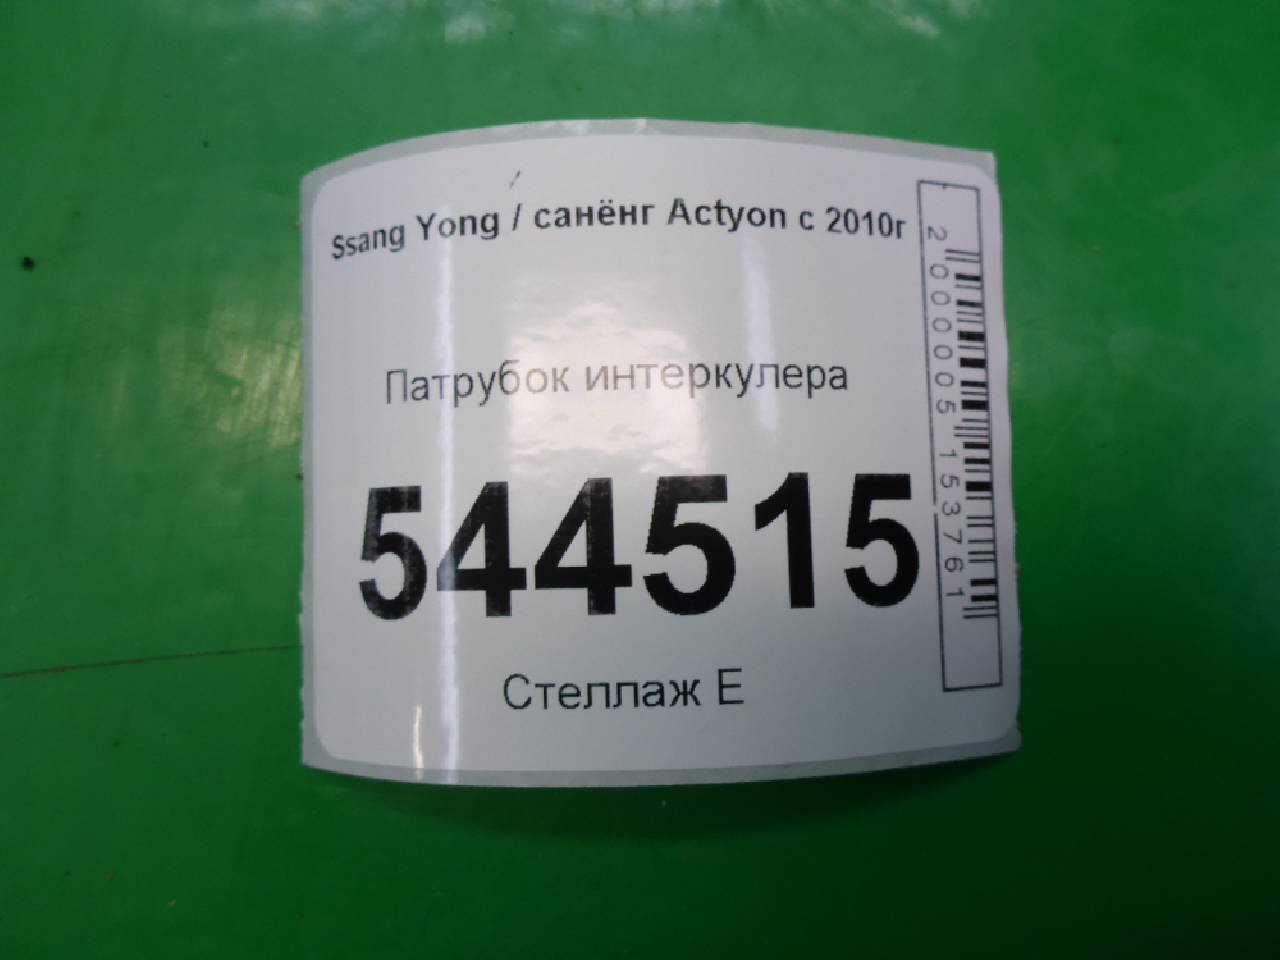 Ssang Yong / санёнг Actyon с 2010г
Патрубок интеркулера
544515
Стеллаж Е
2000005153761